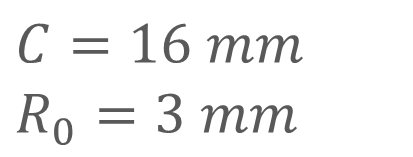 C = 16 mm
R₀ = 3 mm